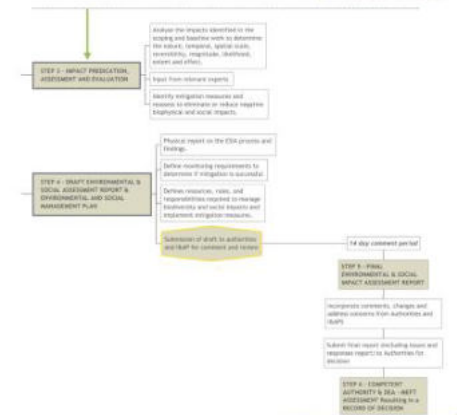 Analyse the impacts identified in the
scoping and baseline work to determine
the nature, temporal, spatial scale,
reversibility, magnitude, likelihood,
extent and effect.
STEP 3 - IMPACT PREDICATION,
ASSESSMENT AND EVALUATION
Input from relevant experts
Identify mitigation measures and
reassess to eliminate or reduce negative
biophysical and social impacts.
Physical report on the ESIA process and
findings.
Define monitoring requirements to
determine if mitigation is successful
STEP 4 - DRAFT ENVIRONMENTAL &
SOCIAL ASSESSMENT REPORT &
ENVIRONMENTAL AND SOCIAL
MANAGEMENT PLAN
Defines resources, roles, and
responsibilities required to manage
biodiversity and social impacts and
implement mitigation measures.
Submission of draft to authorities
and I&AP for comment and review
14 day comment period
STEP 5 - FINAL
ENVIRONMENTAL & SOCIAL
IMPACT ASSESSMENT REPORT
Incorporate comments, changes and
address concerns from Authorities and
I&APS
Submit final report (including issues and
responses report) to Authorities for
decision
STEP 6 - COMPETENT
AUTHORITY & DEA - MEFT
ASSESSMENT Resulting in a
RECORD OF DECISION